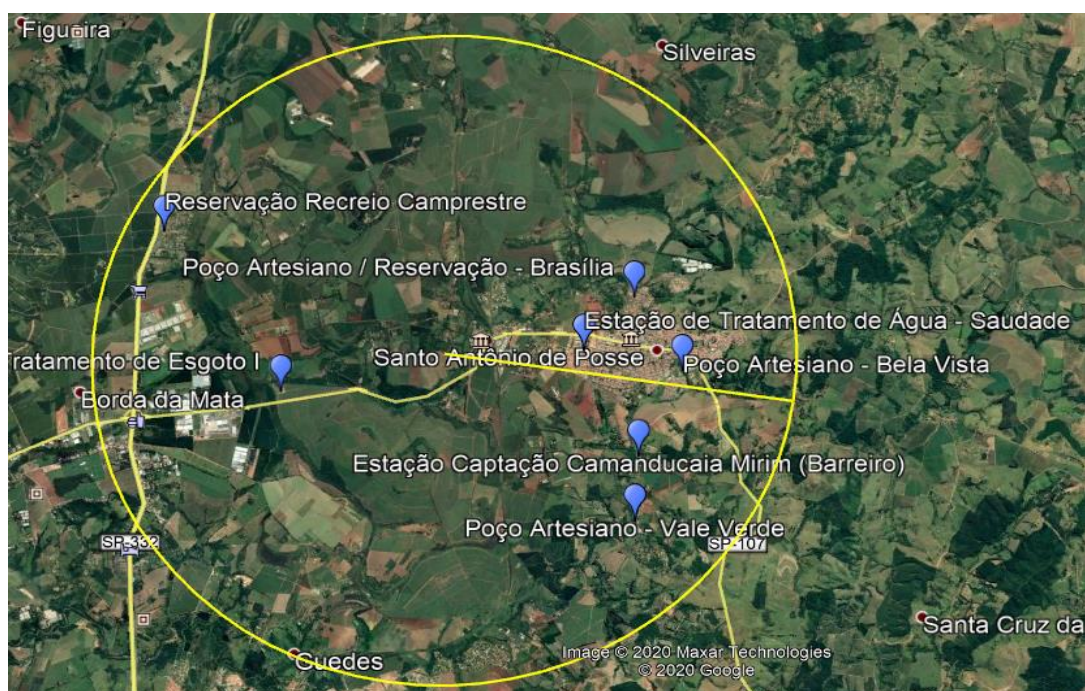 Figueira
Silveiras
Reservação Recreio Camprestre
Poço Artesiano / Reservação - Brasília
Estação de Tratamento de Água - Saudade
Santo Antônio de Posse
Poço Artesiano - Bela Vista
Tratamento de Esgoto I
Borda da Mata
Estação Captação Camanducaia Mirim (Barreiro)
Poço Artesiano - Vale Verde
SP-332
SP-107
Santa Cruz da
Guedes
Image © 2020 Maxar Technologies
© 2020 Google